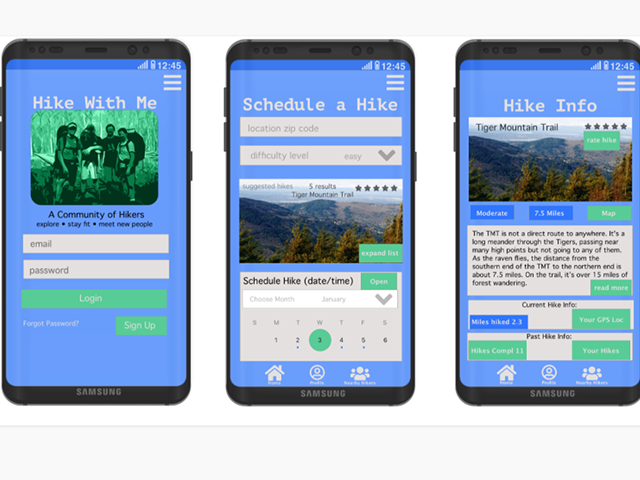 12:45
Hike With Me
A Community of Hikers
explore • stay fit • meet new people
email
password
Login
Forgot Password?
Sign Up
SAMSUNG
12:45
Schedule a Hike
location zip code
difficulty level easy
suggested hikes 5 results
Tiger Mountain Trail
expand list
Schedule Hike (date/time) Open
Choose Month January
S M T W T F S
1 2 3 4 5 6
Home Profile Nearby Hikers
SAMSUNG
12:45
Hike Info
Tiger Mountain Trail
rate hike
Moderate 7.5 Miles Map
The TMT is not a direct route to anywhere. It's a
long meander through the Tigers, passing near
many high points but not going to any of them.
As the raven flies, the distance from the
southern end of the TMT to the northern end is
about 7.5 miles. On the trail, it's over 15 miles of
forest wandering.
read more
Current Hike Info:
Miles hiked 2.3 Your GPS Loc
Past Hike Info:
Hikes Compl 11 Your Hikes
Home Profile Nearby Hikers
SAMSUNG